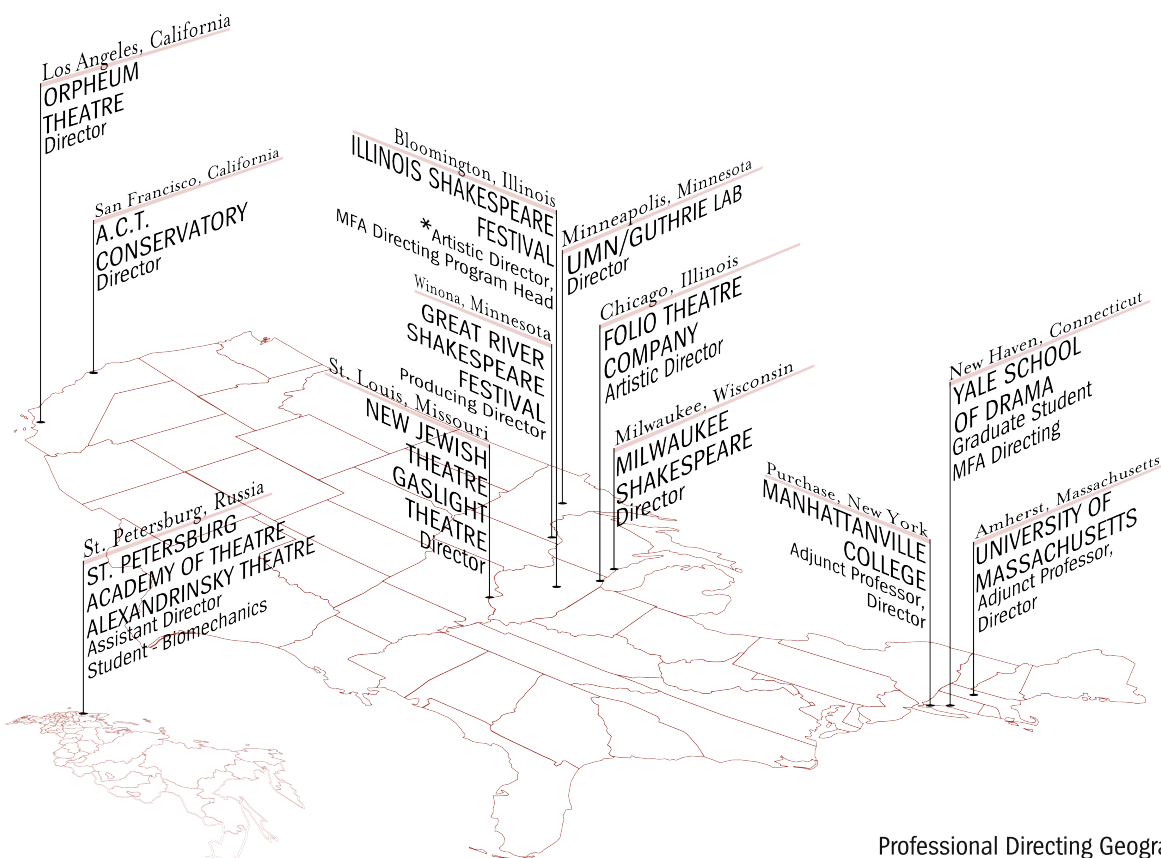 Los Angeles, California
ORPHEUM
THEATRE
Director
San Francisco, California
A.C.T.
CONSERVATORY
Director
Bloomington, Illinois
ILLINOIS SHAKESPEARE
FESTIVAL
*Artistic Director,
MFA Directing Program Head
Minneapolis, Minnesota
UMN/GUTHRIE LAB
Director
Winona, Minnesota
GREAT RIVER
SHAKESPEARE
FESTIVAL
Producing Director
Chicago, Illinois
FOLIO THEATRE
COMPANY
Artistic Director
St. Louis, Missouri
NEW JEWISH
THEATRE
GASLIGHT
THEATRE
Director
Milwaukee, Wisconsin
MILWAUKEE
SHAKESPEARE
Director
New Haven, Connecticut
YALE SCHOOL
OF DRAMA
Graduate Student
MFA Directing
Purchase, New York
MANHATTANVILLE
COLLEGE
Adjunct Professor,
Director
Amherst, Massachusetts
UNIVERSITY OF
MASSACHUSETTS
Adjunct Professor,
Director
St. Petersburg, Russia
ST. PETERSBURG
ACADEMY OF THEATRE
ALEXANDRINSKY THEATRE
Assistant Director
Student - Biomechanics
Professional Directing Geogra